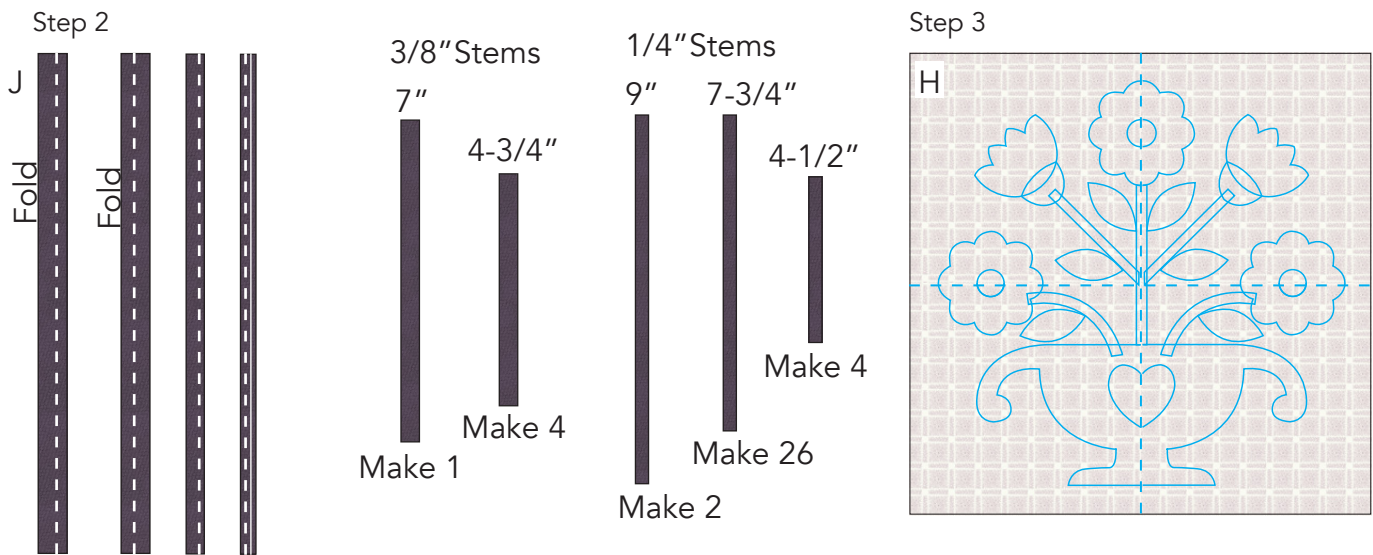 Step 2
J
Fold
Fold
3/8” Stems
7”
Make 1
4-3/4”
Make 4
1/4” Stems
9”
Make 2
7-3/4”
Make 26
4-1/2”
Make 4
Step 3
H